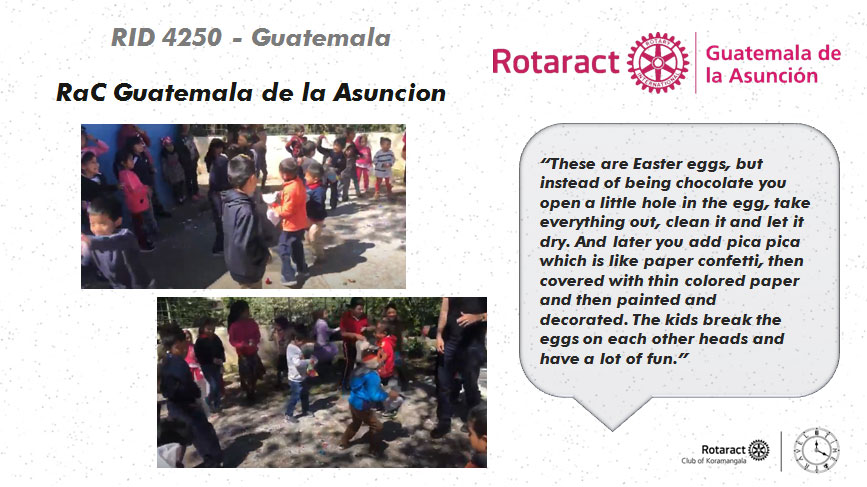 RID 4250 - Guatemala
RaC Guatemala de la Asuncion
Rotaract
ROTARY
INTERNATIONAL
Guatemala de
la Asunción
“These are Easter eggs, but
instead of being chocolate you
open a little hole in the egg, take
everything out, clean it and let it
dry. And later you add pica pica
which is like paper confetti, then
covered with thin colored paper
and then painted and
decorated. The kids break the
eggs on each other heads and
have a lot of fun.”
Rotaract
Club of Koramangala